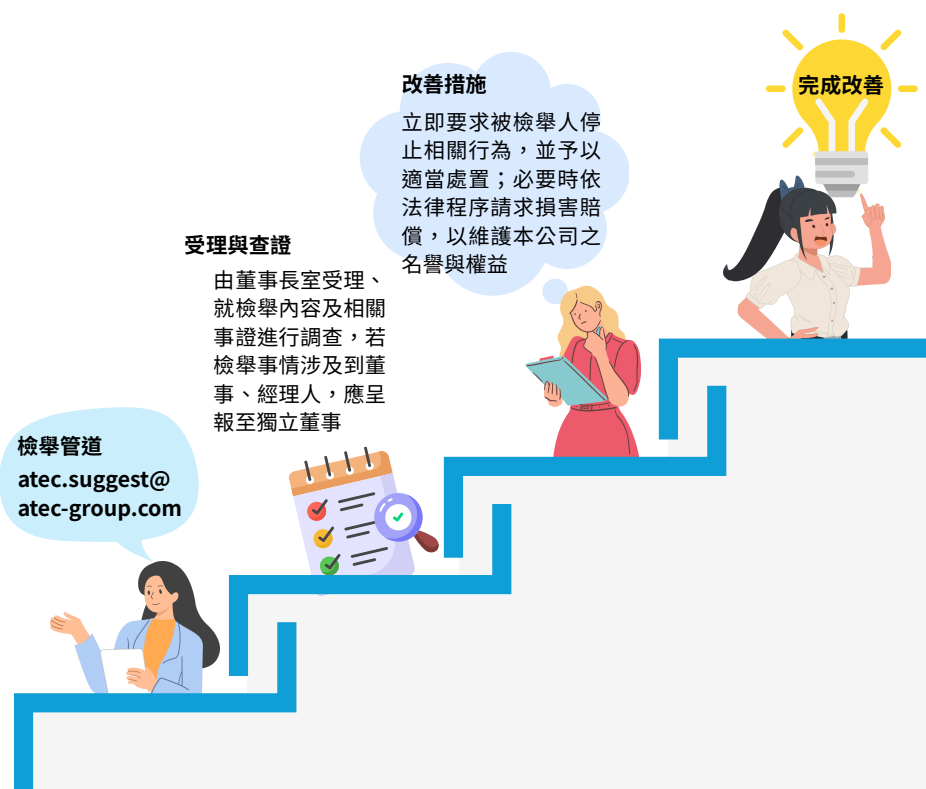 檢舉管道
atec.suggest@
atec-group.com
受理與查證
由董事長室受理、
就檢舉內容及相關
事證進行調查，若
檢舉事情涉及到董
事、經理人，應呈
報至獨立董事
改善措施
立即要求被檢舉人停
止相關行為，並予以
適當處置；必要時依
法律程序請求損害賠
償，以維護本公司之
名譽與權益
完成改善